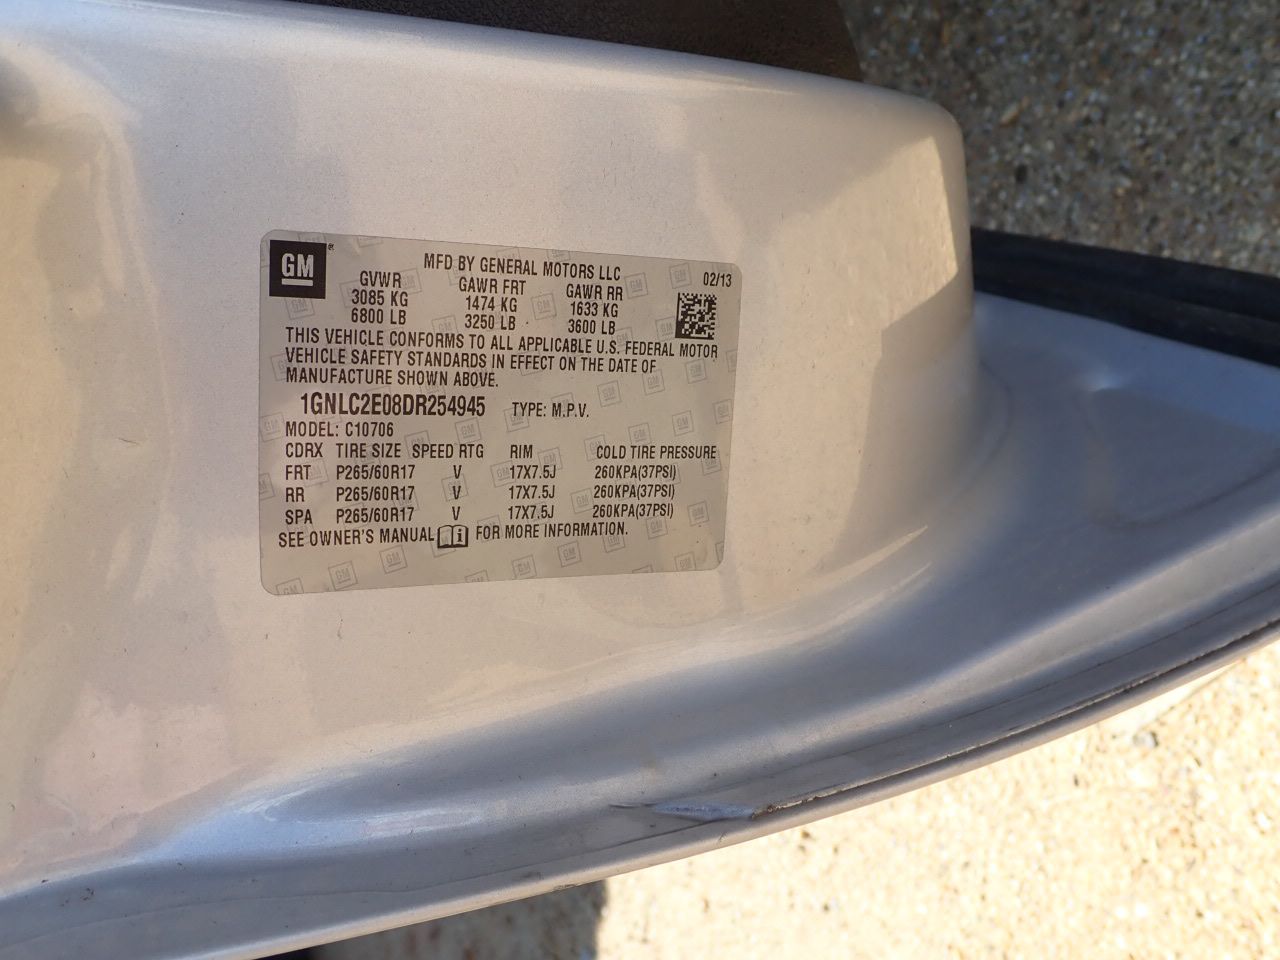 GM
MFD BY GENERAL MOTORS LLC 02/13
GVWR GAWR FRT GAWR RR
3085 KG 1474 KG 1633 KG
6800 LB 3250 LB 3600 LB
THIS VEHICLE CONFORMS TO ALL APPLICABLE U.S. FEDERAL MOTOR
VEHICLE SAFETY STANDARDS IN EFFECT ON THE DATE OF
MANUFACTURE SHOWN ABOVE.
1GNLC2E08DR254945 TYPE: M.P.V.
MODEL: C10706
CDRX TIRE SIZE SPEED RTG RIM COLD TIRE PRESSURE
FRT P265/60R17 V 17X7.5J 260KPA(37PSI)
RR P265/60R17 V 17X7.5J 260KPA(37PSI)
SPA P265/60R17 V 17X7.5J 260KPA(37PSI)
SEE OWNER'S MANUAL i FOR MORE INFORMATION.